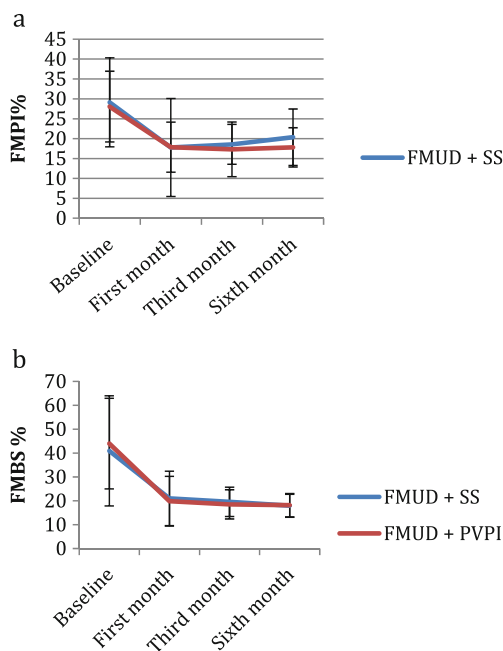 a
45
40
35
30
25
20
15
10
5
0
FMPI%
Baseline
First month
Third month
Sixth month
FMUD + SS
b
70
60
50
40
30
20
10
0
FMBS %
Baseline
First month
Third month
Sixth month
FMUD + SS
FMUD + PVPI